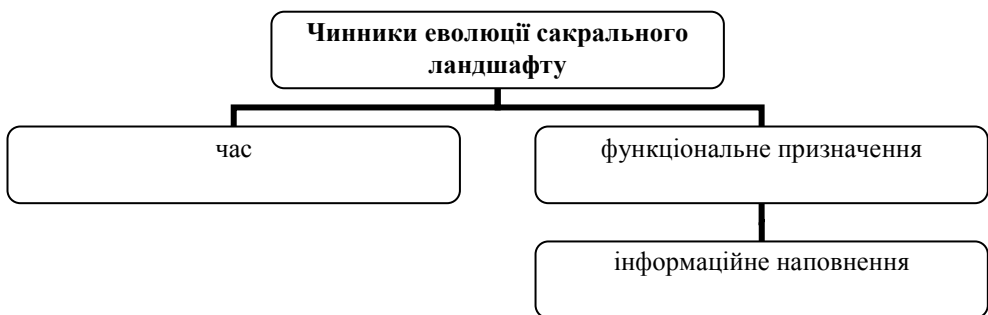 Чинники еволюції сакрального
ландшафту
час
функціональне призначення
інформаційне наповнення